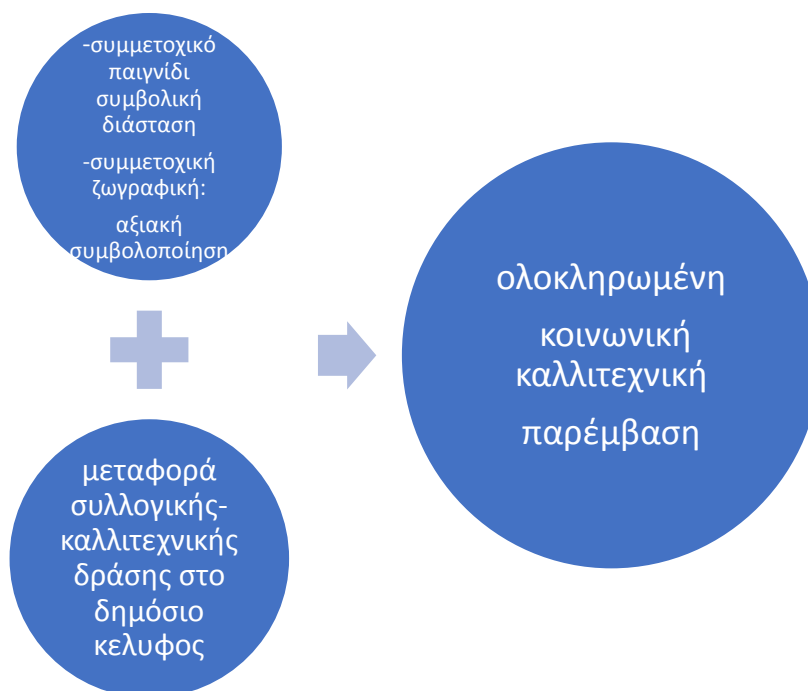 -συμμετοχικό
παιγνίδι
συμβολική
διάσταση
-συμμετοχική
ζωγραφική:
αξιακή
συμβολοποίηση
μεταφορά
συλλογικής-
καλλιτεχνικής
δράσης στο
δημόσιο
κελυφος
ολοκληρωμένη
κοινωνική
καλλιτεχνική
παρέμβαση